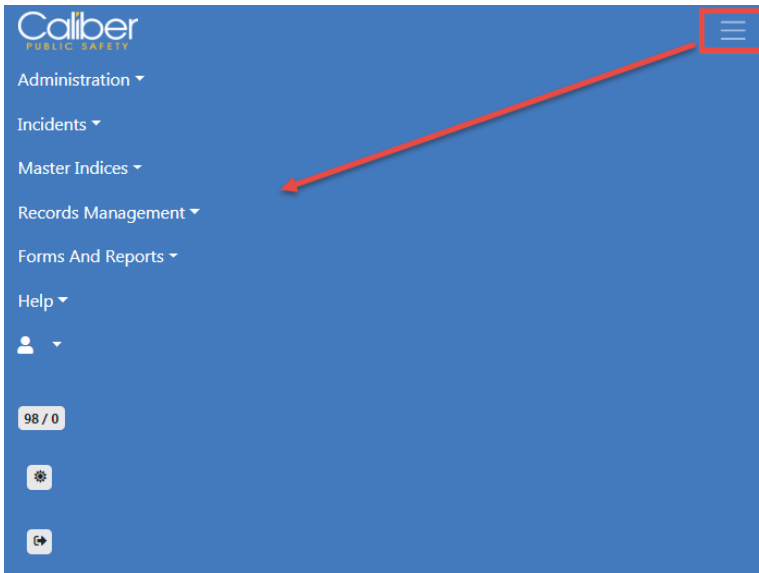 Caliber
PUBLIC SAFETY
Administration
Incidents
Master Indices
Records Management
Forms And Reports
Help
98 / 0